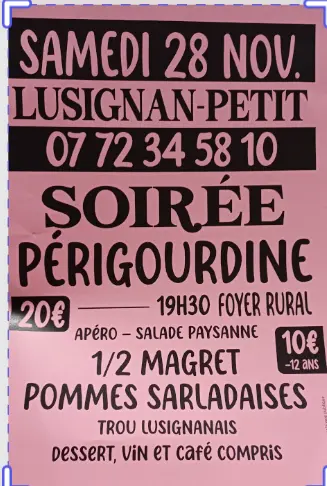 SAMEDI 28 NOV.
LUSIGNAN-PETIT
07 72 34 58 10
SOIRÉE
PÉRIGOURDINE
20€ 19H30 FOYER RURAL
APÉRO – SALADE PAYSANNE
10€
-12 ANS
1/2 MAGRET
POMMES SARLADAISES
TROU LUSIGNANAIS
DESSERT, VIN ET CAFÉ COMPRIS